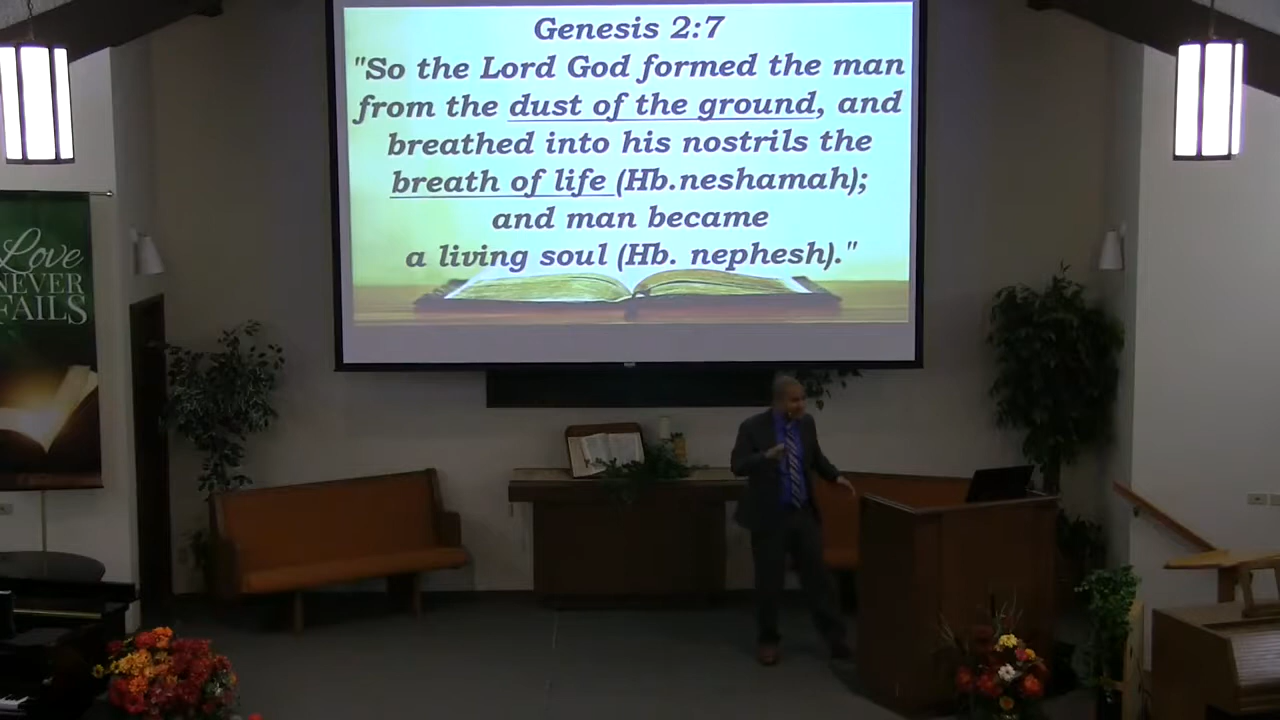 Genesis 2:7
"So the Lord God formed the man
from the dust of the ground, and
breathed into his nostrils the
breath of life (Hb.neshamah);
and man became
a living soul (Hb. nephesh)."
Love
NEVER
FAILS